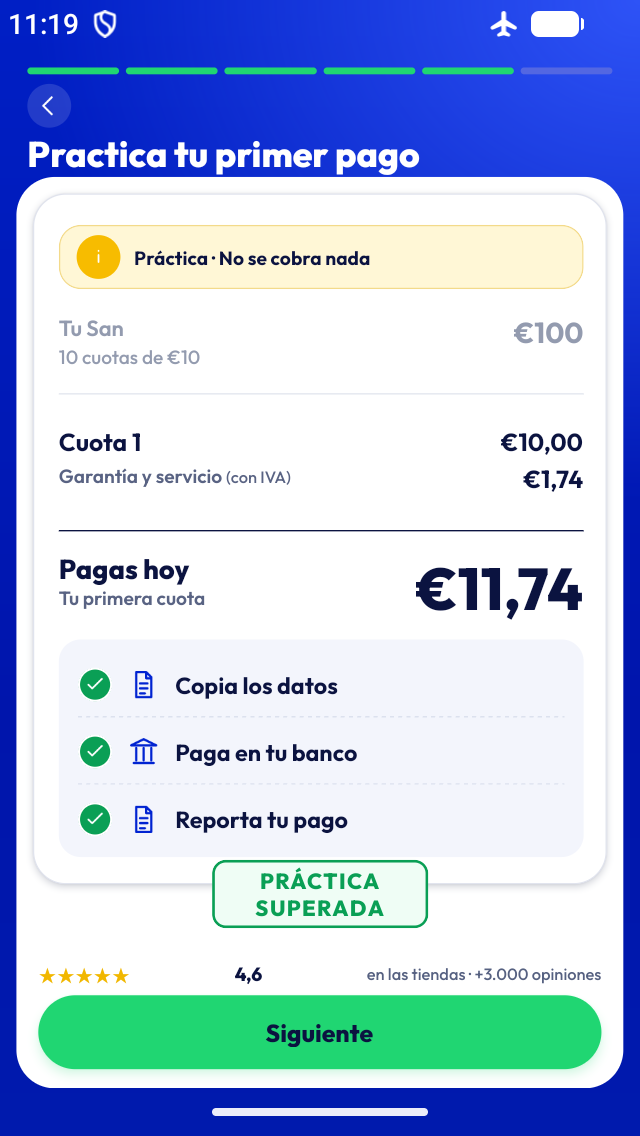 11:19
Practica tu primer pago
i
Práctica · No se cobra nada
Tu San
€100
10 cuotas de €10
Cuota 1
€10,00
Garantía y servicio (con IVA)
€1,74
Pagas hoy
€11,74
Tu primera cuota
Copia los datos
Paga en tu banco
Reporta tu pago
PRÁCTICA
SUPERADA
4,6
en las tiendas · +3.000 opiniones
Siguiente